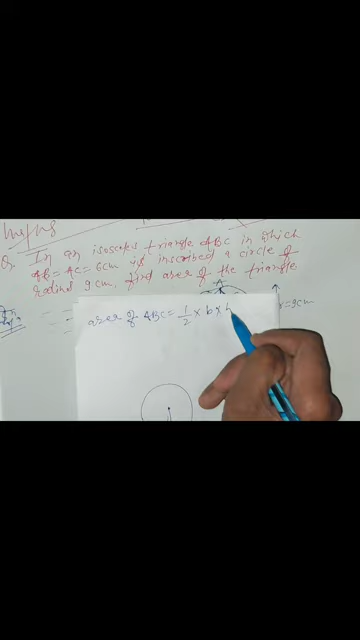 Q. In an isosceles triangle ABC in which
AB = AC = 6cm is inscribed a circle of
radius 9cm, find area of the triangle
r=9cm
area of ABC = 1/2 × b × h